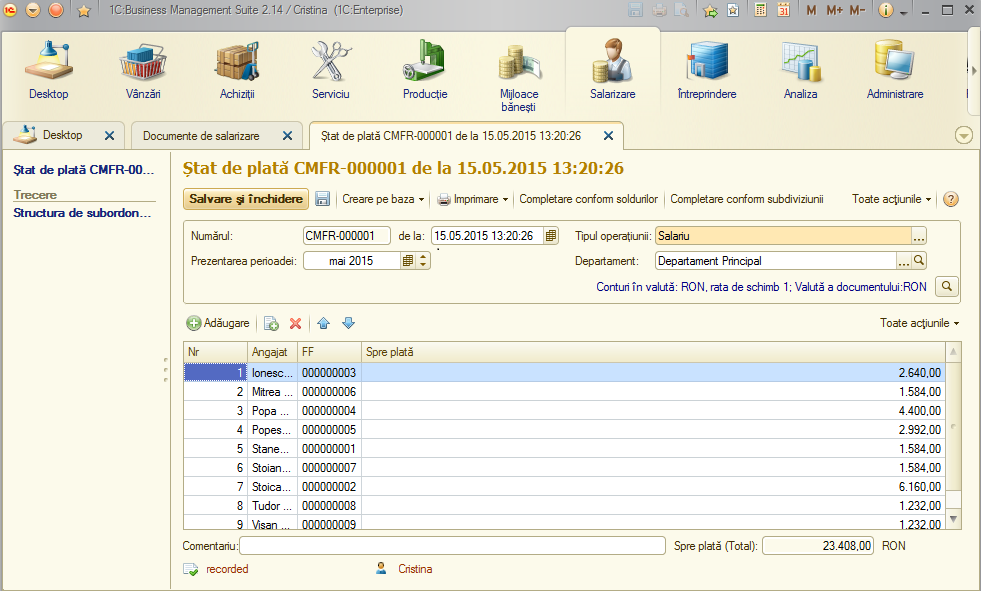 1C:Business Management Suite 2.14 / Cristina (1C:Enterprise)
31 M M+ M-
Desktop Vânzări Achiziții Serviciu Producție Mijloace bănești Salarizare Întreprindere Analiza Administrare
Desktop Documente de salarizare Ștat de plată CMFR-000001 de la 15.05.2015 13:20:26
Ștat de plată CMFR-00...
Trecere
Structura de subordon...
Ștat de plată CMFR-000001 de la 15.05.2015 13:20:26
Salvare și închidere Creare pe baza Imprimare Completare conform soldurilor Completare conform subdiviziunii Toate acțiunile
Numărul: CMFR-000001 de la: 15.05.2015 13:20:26 Tipul operațiunii: Salariu ...
Prezentarea perioadei: mai 2015 Departament: Departament Principal ...
Conturi în valută: RON, rata de schimb 1; Valută a documentului:RON
Adăugare Toate acțiunile
Nr Angajat FF Spre plată
1 Ionesc... 000000003 2.640,00
2 Mitrea ... 000000006 1.584,00
3 Popa ... 000000004 4.400,00
4 Popes... 000000005 2.992,00
5 Stane... 000000001 1.584,00
6 Stoian... 000000007 1.584,00
7 Stoica... 000000002 6.160,00
8 Tudor ... 000000008 1.232,00
9 Visan ... 000000009 1.232,00
Comentariu: Spre plată (Total): 23.408,00 RON
recorded Cristina